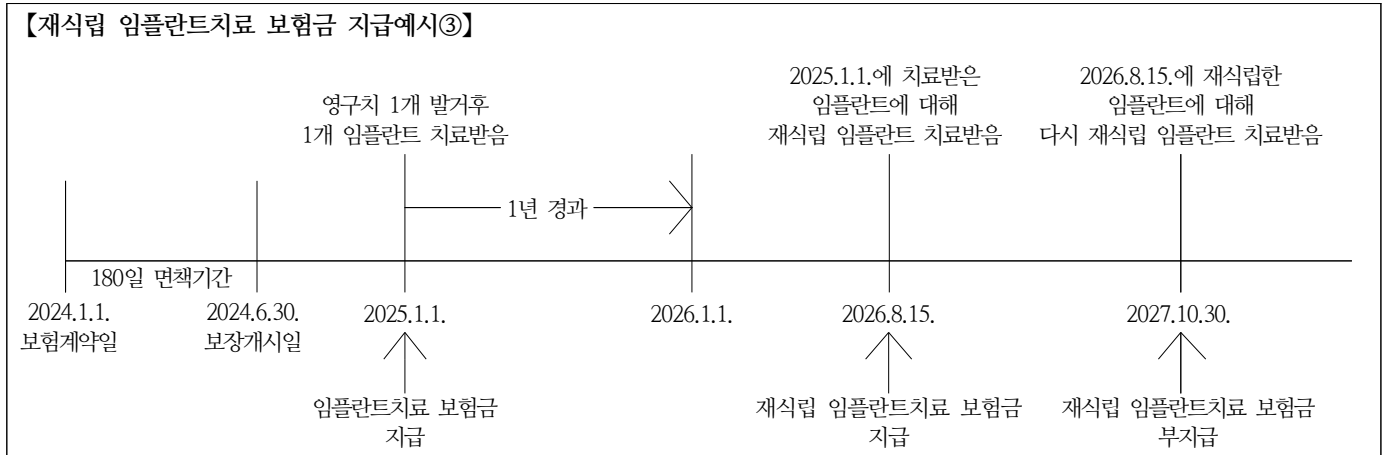 【재식립 임플란트치료 보험금 지급예시③】
영구치 1개 발거후
1개 임플란트 치료받음
2025.1.1.에 치료받은
임플란트에 대해
재식립 임플란트 치료받음
2026.8.15.에 재식립한
임플란트에 대해
다시 재식립 임플란트 치료받음
1년 경과
180일 면책기간
2024.1.1.
보험계약일
2024.6.30.
보장개시일
2025.1.1.
2026.1.1.
2026.8.15.
2027.10.30.
임플란트치료 보험금
지급
재식립 임플란트치료 보험금
지급
재식립 임플란트치료 보험금
부지급